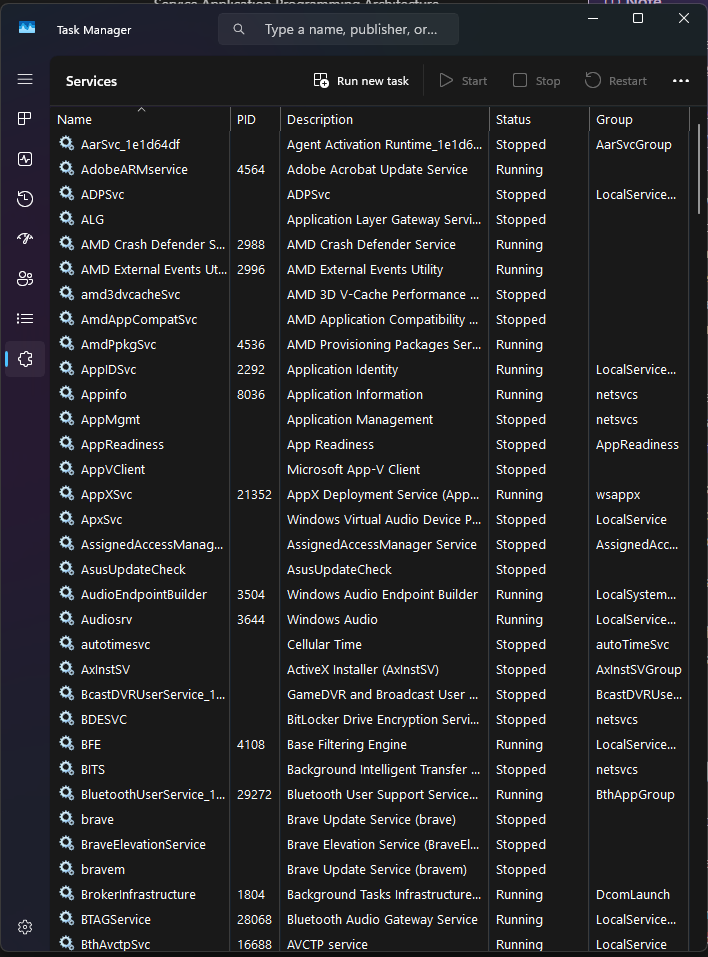 Service Application Programming Architecture
Note
Task Manager
Type a name, publisher, or...
Services
Run new task
Start
Stop
Restart
Name PID Description Status Group
AarSvc_1e1d64df Agent Activation Runtime_1e1d6... Stopped AarSvcGroup
AdobeARMservice 4564 Adobe Acrobat Update Service Running
ADPSvc ADPSvc Stopped LocalService...
ALG Application Layer Gateway Servi... Stopped
AMD Crash Defender S... 2988 AMD Crash Defender Service Running
AMD External Events Ut... 2996 AMD External Events Utility Running
amd3dvcacheSvc AMD 3D V-Cache Performance ... Stopped
AmdAppCompatSvc AMD Application Compatibility ... Stopped
AmdPpkgSvc 4536 AMD Provisioning Packages Ser... Running
AppIDSvc 2292 Application Identity Running LocalService...
Appinfo 8036 Application Information Running netsvcs
AppMgmt Application Management Stopped netsvcs
AppReadiness App Readiness Stopped AppReadiness
AppVClient Microsoft App-V Client Stopped
AppXSvc 21352 AppX Deployment Service (App... Running wsappx
ApxSvc Windows Virtual Audio Device P... Stopped LocalService
AssignedAccessManag... AssignedAccessManager Service Stopped AssignedAcc...
AsusUpdateCheck AsusUpdateCheck Stopped
AudioEndpointBuilder 3504 Windows Audio Endpoint Builder Running LocalSystem...
Audiosrv 3644 Windows Audio Running LocalService...
autotimesvc Cellular Time Stopped autoTimeSvc
AxInstSV ActiveX Installer (AxInstSV) Stopped AxInstSVGroup
BcastDVRUserService_1... GameDVR and Broadcast User ... Stopped BcastDVRUse...
BDESVC BitLocker Drive Encryption Servi... Stopped netsvcs
BFE 4108 Base Filtering Engine Running LocalService...
BITS Background Intelligent Transfer ... Stopped netsvcs
BluetoothUserService_1... 29272 Bluetooth User Support Service... Running BthAppGroup
brave Brave Update Service (brave) Stopped
BraveElevationService Brave Elevation Service (BraveEl... Stopped
bravem Brave Update Service (bravem) Stopped
BrokerInfrastructure 1804 Background Tasks Infrastructure... Running DcomLaunch
BTAGService 28068 Bluetooth Audio Gateway Service Running LocalService...
BthAvctpSvc 16688 AVCTP service Running LocalService